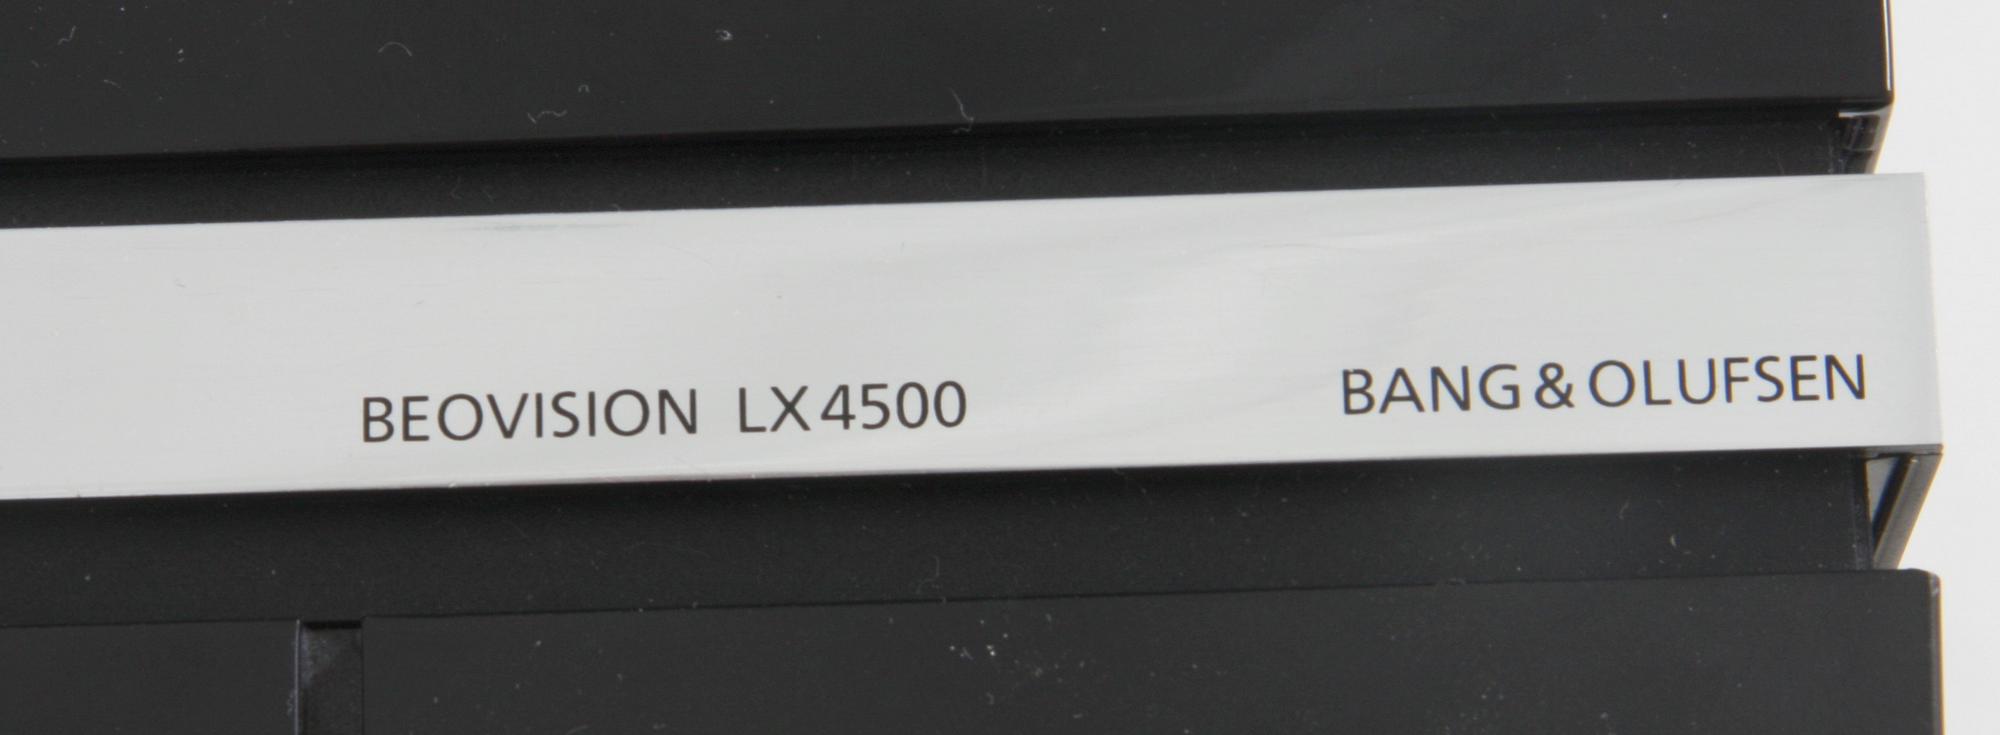 BEOVISION LX4500 BANG & OLUFSEN